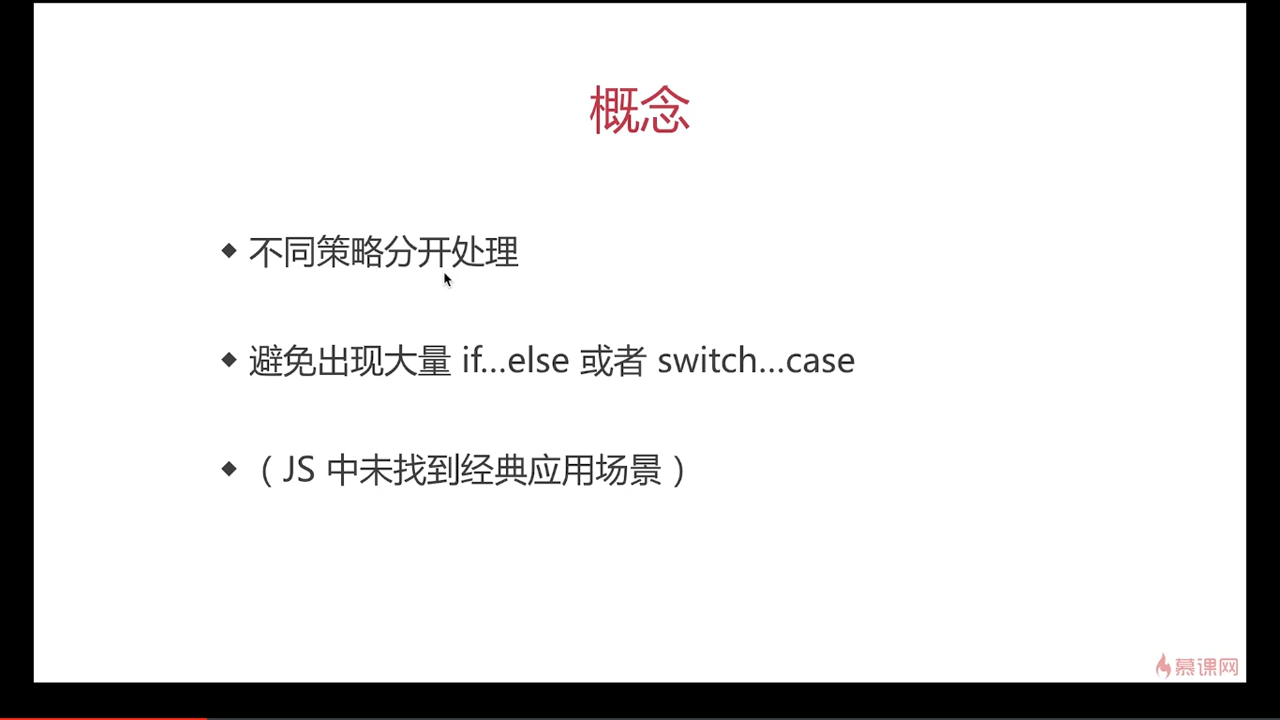 概念
◆ 不同策略分开处理
◆ 避免出现大量 if...else 或者 switch...case
◆ （JS 中未找到经典应用场景）
慕课网